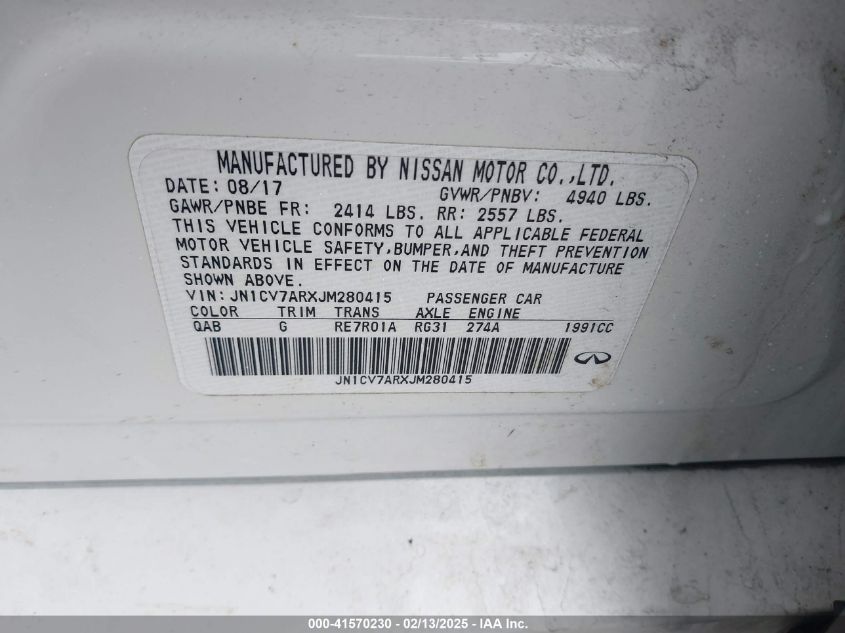 MANUFACTURED BY NISSAN MOTOR CO.,LTD.
DATE: 08/17 GVWR/PNBV: 4940 LBS.
GAWR/PNBE FR: 2414 LBS. RR: 2557 LBS.
THIS VEHICLE CONFORMS TO ALL APPLICABLE FEDERAL
MOTOR VEHICLE SAFETY,BUMPER,AND THEFT PREVENTION
STANDARDS IN EFFECT ON THE DATE OF MANUFACTURE
SHOWN ABOVE.
VIN: JN1CV7ARXJM280415 PASSENGER CAR
COLOR TRIM TRANS AXLE ENGINE
QAB G RE7R01A RG31 274A 1991CC
JN1CV7ARXJM280415
000-41570230 - 02/13/2025 - IAA Inc.